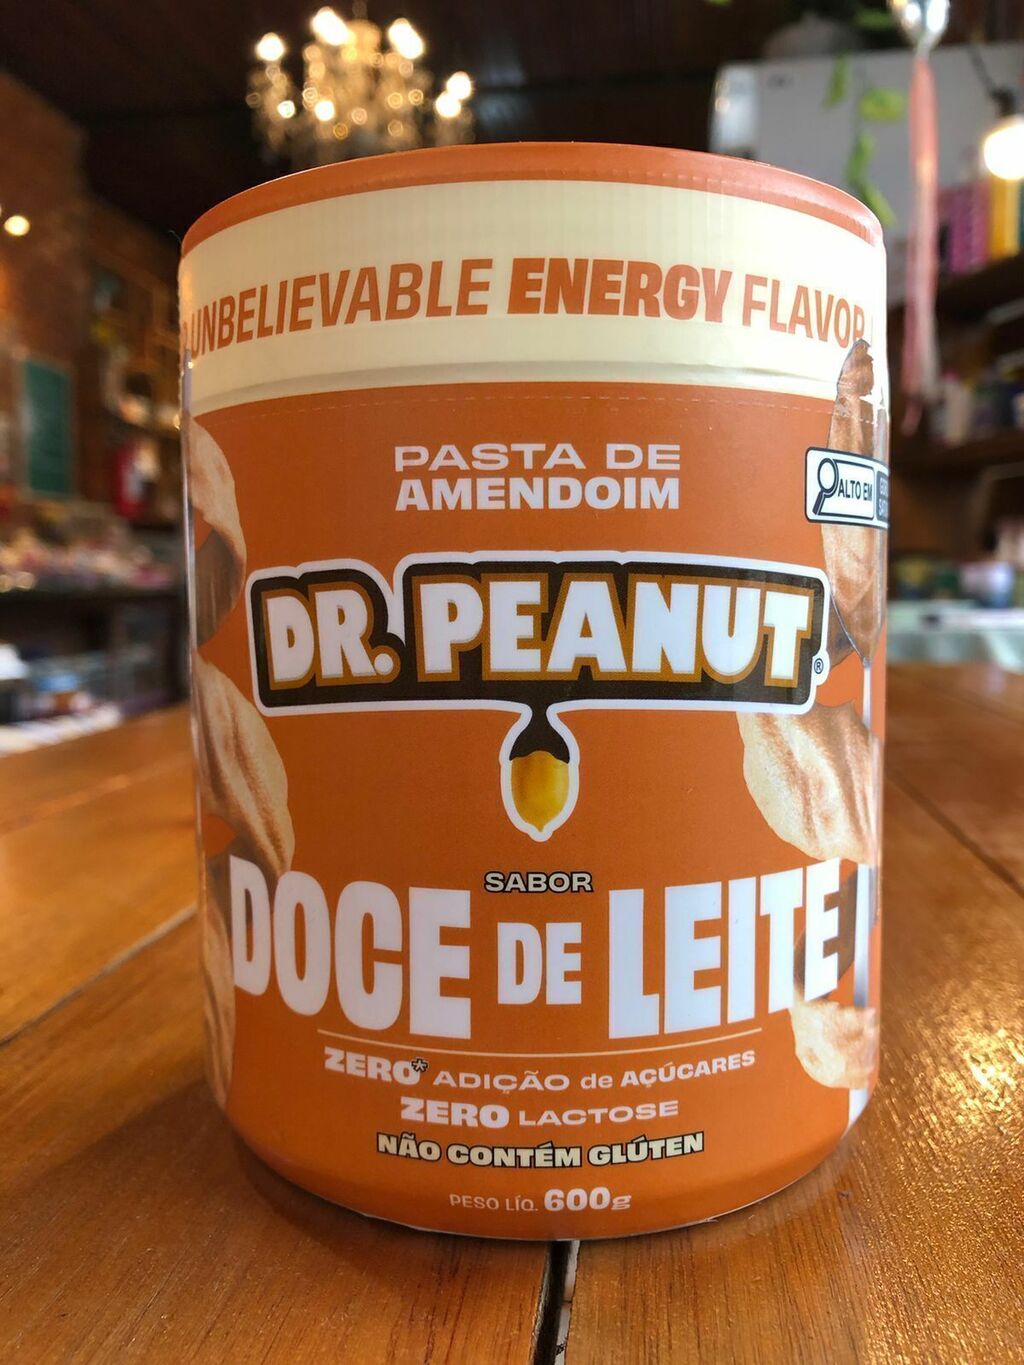 UNBELIEVABLE ENERGY FLAVOR
PASTA DE
AMENDOIM
ALTO EM
DR. PEANUT
®
SABOR
DOCE DE LEITE
ZERO* ADIÇÃO de AÇÚCARES
ZERO LACTOSE
NÃO CONTÉM GLÚTEN
PESO LÍQ. 600g